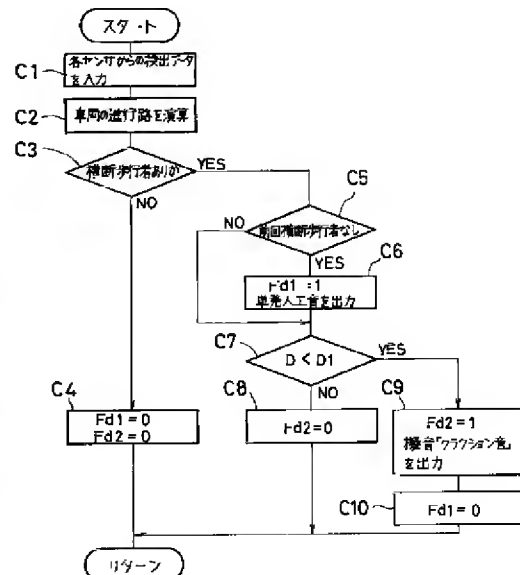 スタート
C1
各センサからの検出データ
を入力
C2
車両の進行路を演算
C3
横断歩行者ありか
YES
NO
C5
前回横断歩行者なし
NO
YES
C6
Fd1=1
単発人工音を出力
C7
D<D1
YES
NO
C4
Fd1=0
Fd2=0
C8
Fd2=0
C9
Fd2=1
擬音「クラクション音」
を出力
C10
Fd1=0
リターン